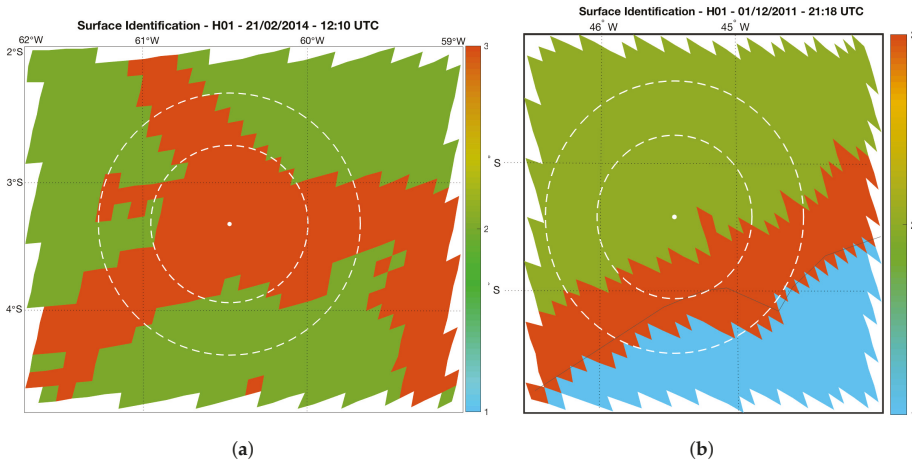 Surface Identification - H01 - 21/02/2014 - 12:10 UTC
62°W 61°W 60°W 59°W
2°S
3°S
4°S
3
2
1
(a)
Surface Identification - H01 - 01/12/2011 - 21:18 UTC
46°W 45°W
S
S
(b)